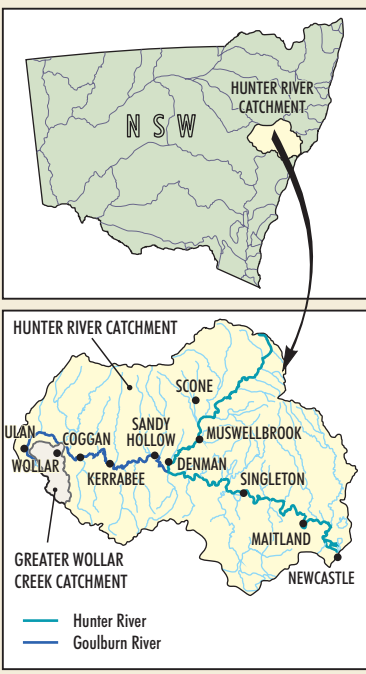 HUNTER RIVER
CATCHMENT
N S W
HUNTER RIVER CATCHMENT
SCONE
ULAN
COGGAN
SANDY
HOLLOW
MUSWELLBROOK
WOLLAR
DENMAN
KERRABEE
SINGLETON
MAITLAND
GREATER WOLLAR
CREEK CATCHMENT
NEWCASTLE
Hunter River
Goulburn River